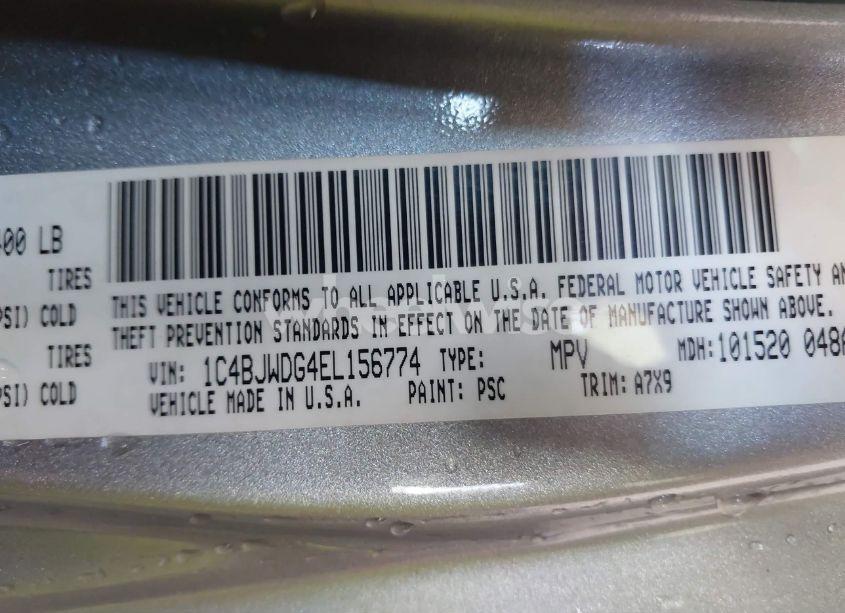 400 LB
TIRES
PSI) COLD
TIRES
PSI) COLD
THIS VEHICLE CONFORMS TO ALL APPLICABLE U.S.A. FEDERAL MOTOR VEHICLE SAFETY AN
THEFT PREVENTION STANDARDS IN EFFECT ON THE DATE OF MANUFACTURE SHOWN ABOVE.
VIN: 1C4BJWDG4EL156774 TYPE: MPV MDH:101520 048A
VEHICLE MADE IN U.S.A. PAINT: PSC TRIM: A7X9